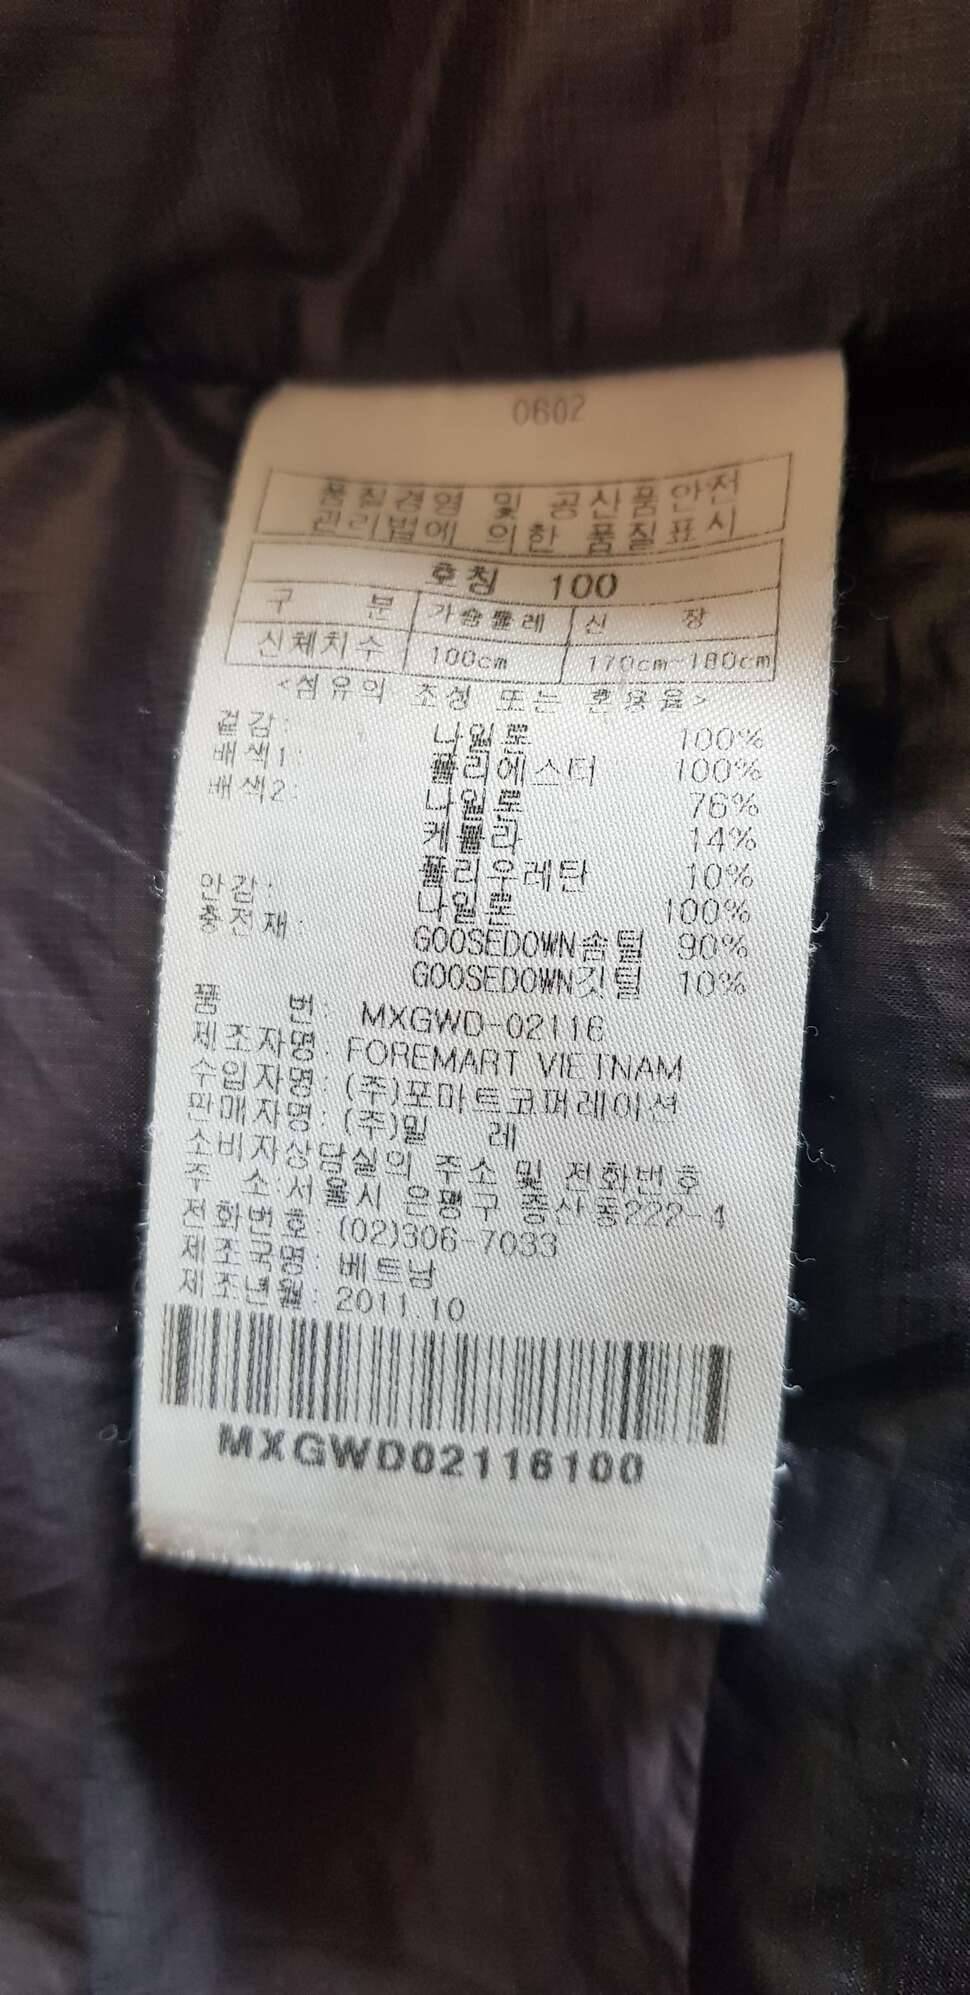 0602
품질경영 및 공산품안전
관리법에 의한 품질표시
호칭 100
구 분 가슴둘레 신 장
신체치수 100cm 170cm-180cm
<섬유의 조성 또는 혼용율>
겉감: 나일론 100%
배색1: 폴리에스터 100%
배색2: 나일론 76%
케블라 14%
폴리우레탄 10%
안감: 나일론 100%
충전재: GOOSEDOWN솜털 90%
GOOSEDOWN깃털 10%
품 번: MXGWD-02116
제조자명: FOREMART VIETNAM
수입자명: (주)포마트코퍼레이션
판매자명: (주)밀 레
소비자상담실의 주소 및 전화번호
주 소:서울시 은평구 증산동222-4
전화번호: (02)306-7033
제조국명: 베트남
제조년월: 2011.10
MXGWD02116100